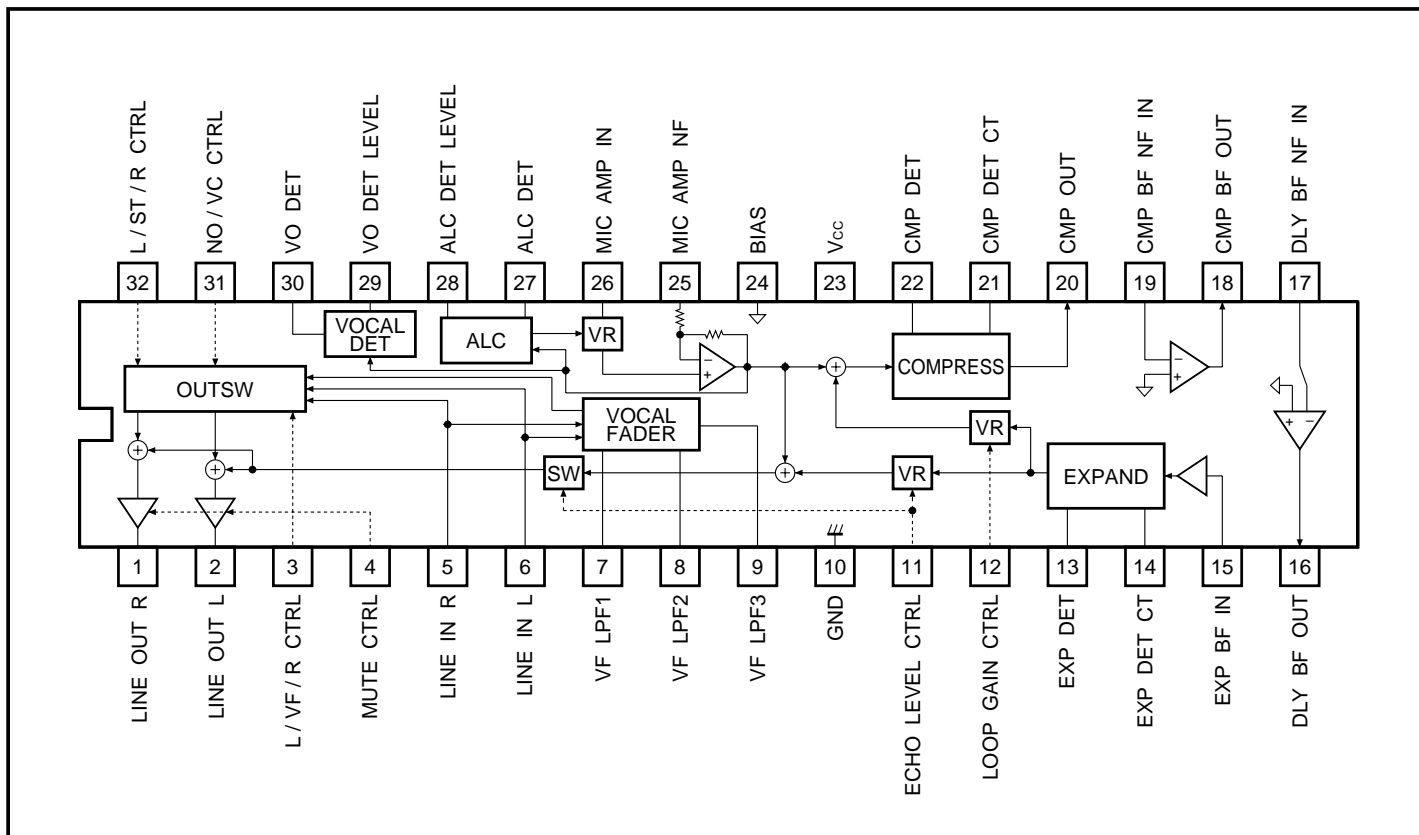 L / ST / R CTRL
NO / VC CTRL
VO DET
VO DET LEVEL
ALC DET LEVEL
ALC DET
MIC AMP IN
MIC AMP NF
BIAS
Vcc
CMP DET
CMP DET CT
CMP OUT
CMP BF NF IN
CMP BF OUT
DLY BF NF IN
32
31
30
29
28
27
26
25
24
23
22
21
20
19
18
17
VOCAL
DET
ALC
VR
COMPRESS
OUTSW
VOCAL
FADER
VR
SW
VR
EXPAND
− +
+
− +
+ −
+
+
+
1
2
3
4
5
6
7
8
9
10
11
12
13
14
15
16
LINE OUT R
LINE OUT L
L / VF / R CTRL
MUTE CTRL
LINE IN R
LINE IN L
VF LPF1
VF LPF2
VF LPF3
GND
ECHO LEVEL CTRL
LOOP GAIN CTRL
EXP DET
EXP DET CT
EXP BF IN
DLY BF OUT